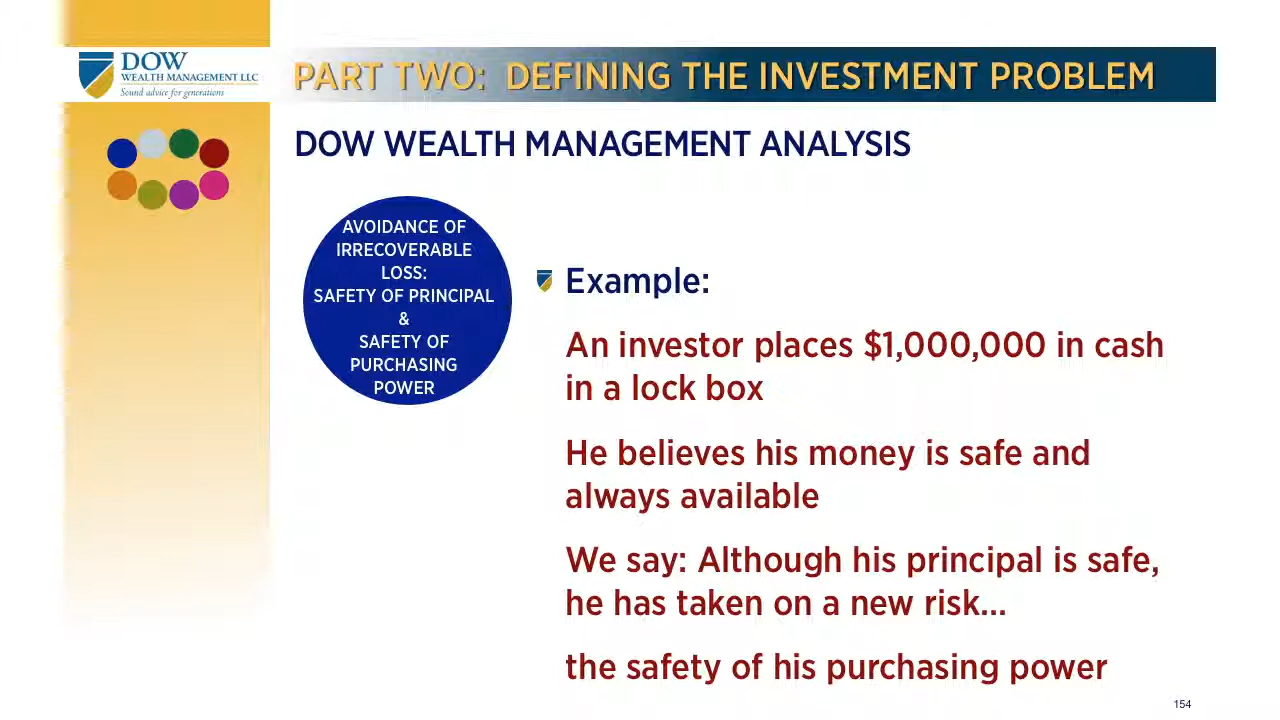 DOW
WEALTH MANAGEMENT LLC
Sound advice for generations
PART TWO: DEFINING THE INVESTMENT PROBLEM
DOW WEALTH MANAGEMENT ANALYSIS
AVOIDANCE OF
IRRECOVERABLE
LOSS:
SAFETY OF PRINCIPAL
&
SAFETY OF
PURCHASING
POWER
Example:
An investor places $1,000,000 in cash
in a lock box
He believes his money is safe and
always available
We say: Although his principal is safe,
he has taken on a new risk...
the safety of his purchasing power
154